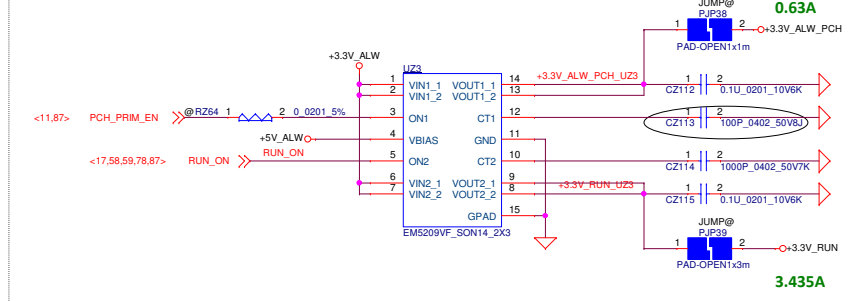 JUMP@
0.63A
PJP38
1 2
+3.3V_ALW_PCH
PAD-OPEN1x1m
+3.3V_ALW
UZ3
1 VIN1_1 VOUT1_1 14 +3.3V_ALW_PCH_UZ3 1 2
2 VIN1_2 VOUT1_2 13
CZ112 0.1U_0201_10V6K
<11,87> PCH_PRIM_EN @RZ64 1 2 0_0201_5% 3 ON1 CT1 12 1 2
CZ113 100P_0402_50V8J
+5V_ALW 4 VBIAS GND 11
<17,58,59,78,87> RUN_ON RUN_ON 5 ON2 CT2 10 1 2
CZ114 1000P_0402_50V7K
6 VIN2_1 VOUT2_1 9
7 VIN2_2 VOUT2_2 8 +3.3V_RUN_UZ3 1 2
CZ115 0.1U_0201_10V6K
GPAD 15
EM5209VF_SON14_2X3
JUMP@
PJP39
1 2
+3.3V_RUN
PAD-OPEN1x3m
3.435A